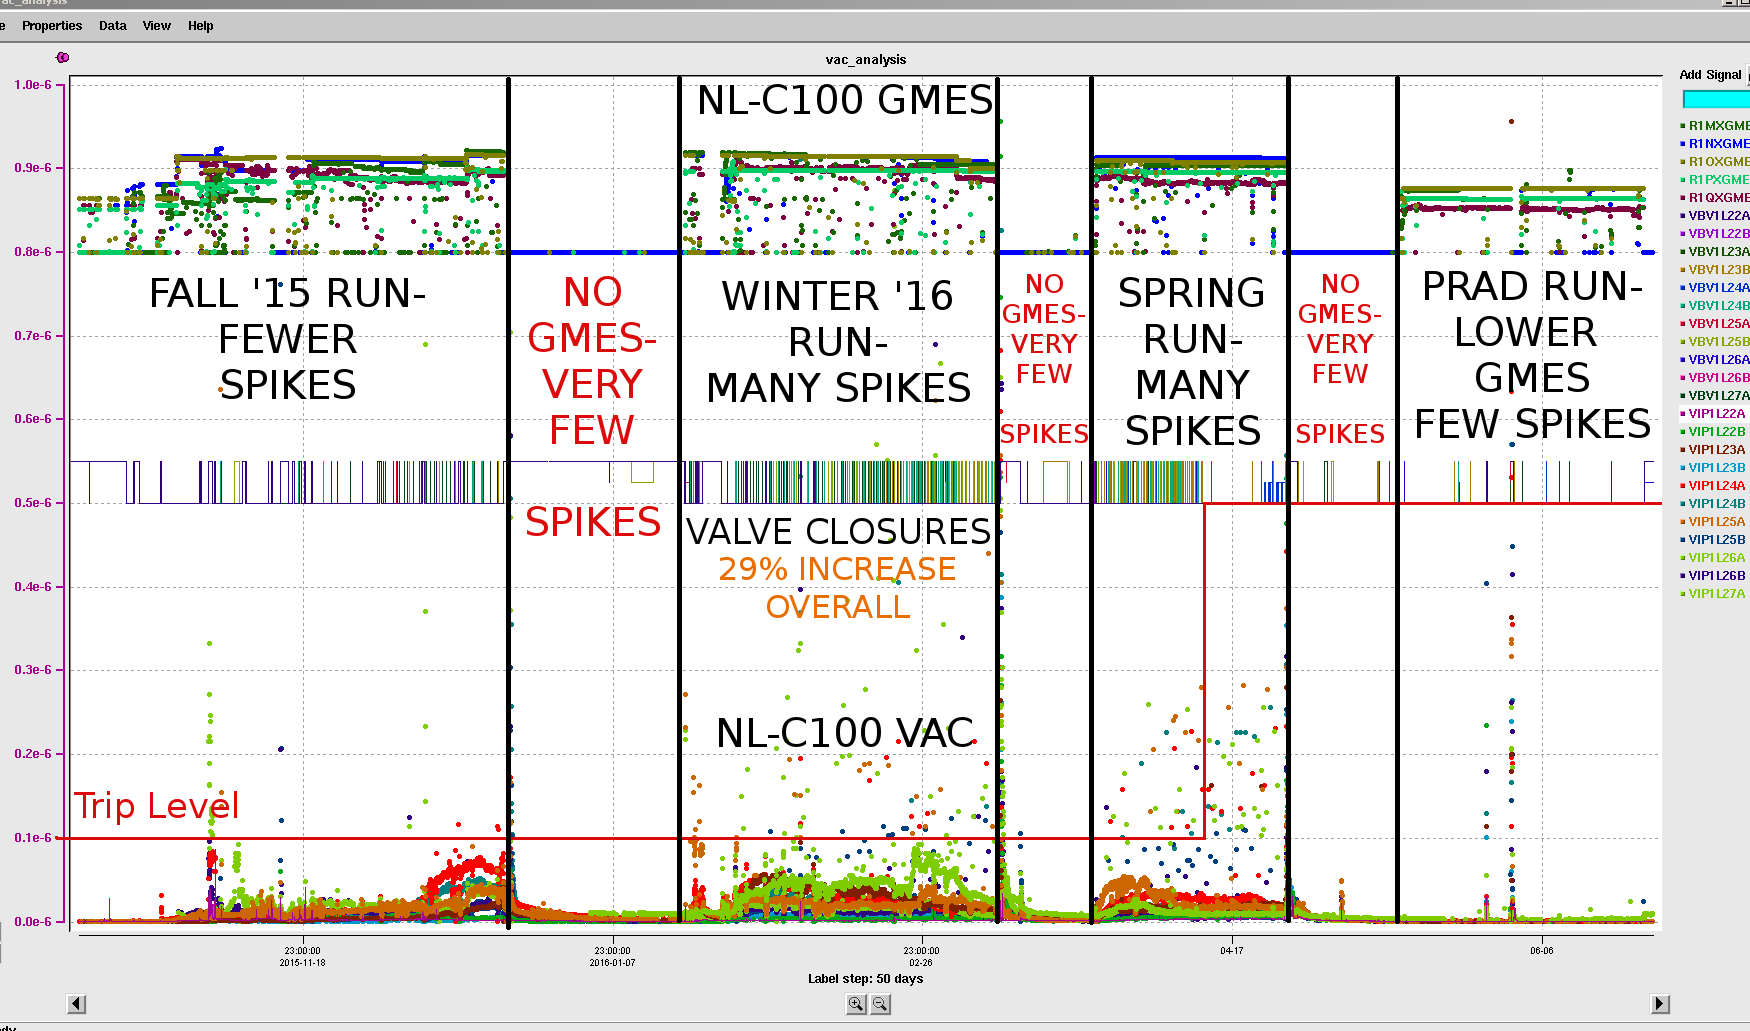 vac_analysis
Properties Data View Help
vac_analysis
Add Signal
1.0e-6
0.9e-6
0.8e-6
0.7e-6
0.6e-6
0.5e-6
0.4e-6
0.3e-6
0.2e-6
0.1e-6
0.0e-6
NL-C100 GMES
FALL '15 RUN-
FEWER
SPIKES
NO
GMES-
VERY
FEW
SPIKES
WINTER '16
RUN-
MANY SPIKES
VALVE CLOSURES
29% INCREASE
OVERALL
NL-C100 VAC
NO
GMES-
VERY
FEW
SPIKES
SPRING
RUN-
MANY
SPIKES
NO
GMES-
VERY
FEW
SPIKES
PRAD RUN-
LOWER
GMES
FEW SPIKES
Trip Level
R1MXGME
R1NXGME
R1OXGME
R1PXGME
R1QXGME
VBV1L22A
VBV1L22B
VBV1L23A
VBV1L23B
VBV1L24A
VBV1L24B
VBV1L25A
VBV1L25B
VBV1L26A
VBV1L26B
VBV1L27A
VIP1L22A
VIP1L22B
VIP1L23A
VIP1L23B
VIP1L24A
VIP1L24B
VIP1L25A
VIP1L25B
VIP1L26A
VIP1L26B
VIP1L27A
23:00:00 23:00:00 23:00:00 04-17 06-06
2015-11-18 2016-01-07 02-26
Label step: 50 days